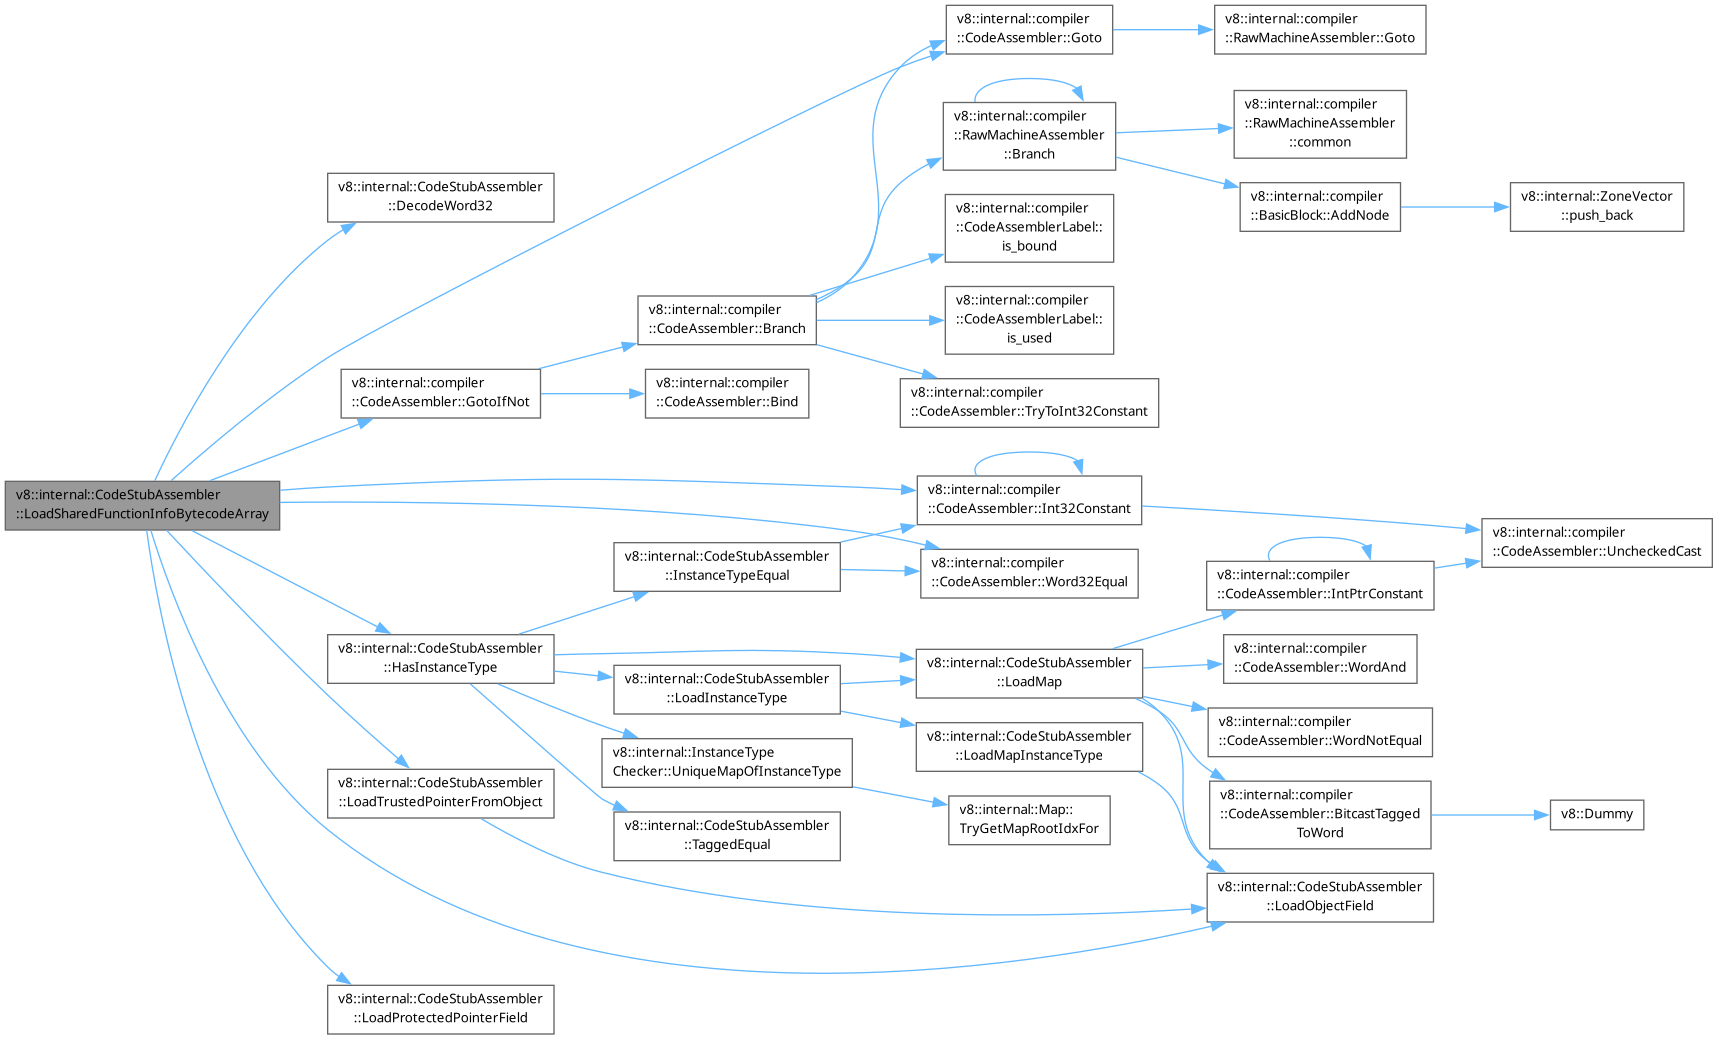 v8::internal::compiler
::CodeAssembler::Goto
v8::internal::compiler
::RawMachineAssembler::Goto
v8::internal::compiler
::RawMachineAssembler
::Branch
v8::internal::compiler
::RawMachineAssembler
::common
v8::internal::CodeStubAssembler
::DecodeWord32
v8::internal::compiler
::BasicBlock::AddNode
v8::internal::ZoneVector
::push_back
v8::internal::compiler
::CodeAssemblerLabel::
is_bound
v8::internal::compiler
::CodeAssemblerLabel::
is_used
v8::internal::compiler
::CodeAssembler::Branch
v8::internal::compiler
::CodeAssembler::GotoIfNot
v8::internal::compiler
::CodeAssembler::Bind
v8::internal::compiler
::CodeAssembler::TryToInt32Constant
v8::internal::CodeStubAssembler
::LoadSharedFunctionInfoBytecodeArray
v8::internal::compiler
::CodeAssembler::Int32Constant
v8::internal::compiler
::CodeAssembler::UncheckedCast
v8::internal::CodeStubAssembler
::InstanceTypeEqual
v8::internal::compiler
::CodeAssembler::Word32Equal
v8::internal::compiler
::CodeAssembler::IntPtrConstant
v8::internal::CodeStubAssembler
::HasInstanceType
v8::internal::CodeStubAssembler
::LoadMap
v8::internal::compiler
::CodeAssembler::WordAnd
v8::internal::CodeStubAssembler
::LoadInstanceType
v8::internal::compiler
::CodeAssembler::WordNotEqual
v8::internal::CodeStubAssembler
::LoadMapInstanceType
v8::internal::InstanceType
Checker::UniqueMapOfInstanceType
v8::internal::CodeStubAssembler
::LoadTrustedPointerFromObject
v8::internal::Map::
TryGetMapRootIdxFor
v8::internal::compiler
::CodeAssembler::BitcastTagged
ToWord
v8::Dummy
v8::internal::CodeStubAssembler
::TaggedEqual
v8::internal::CodeStubAssembler
::LoadObjectField
v8::internal::CodeStubAssembler
::LoadProtectedPointerField